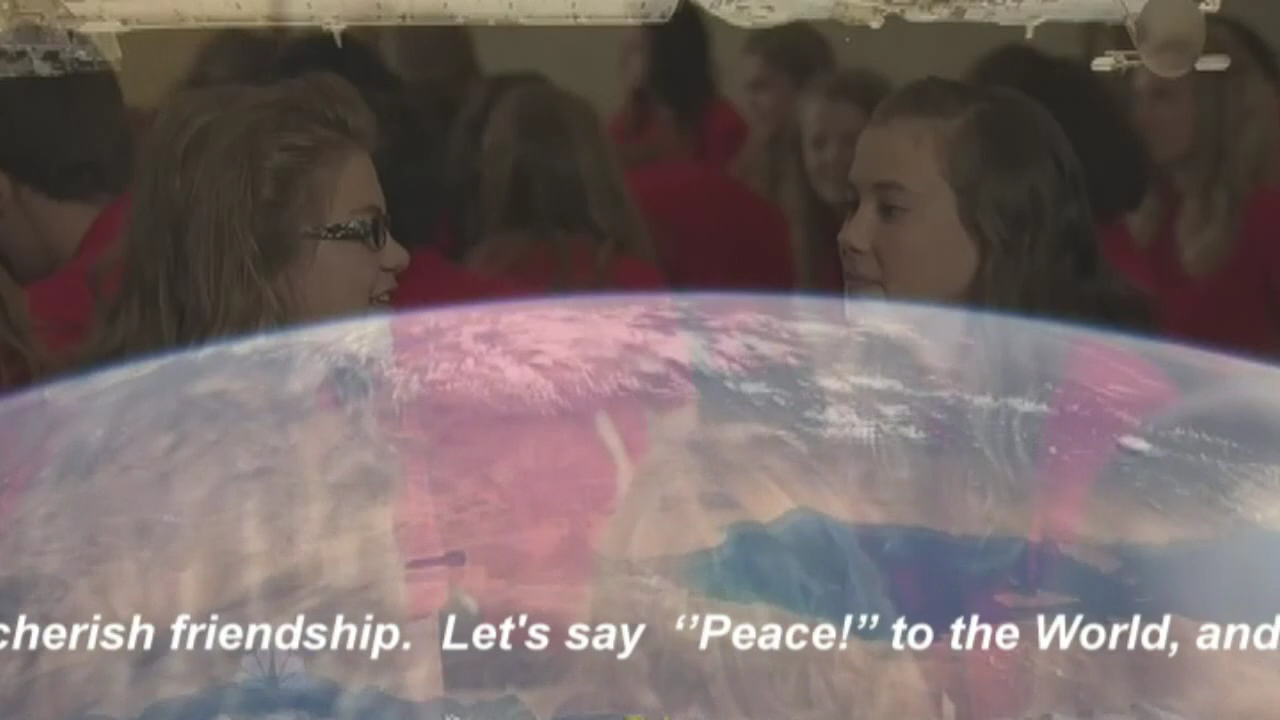 cherish friendship. Let's say ‘’Peace!” to the World, and